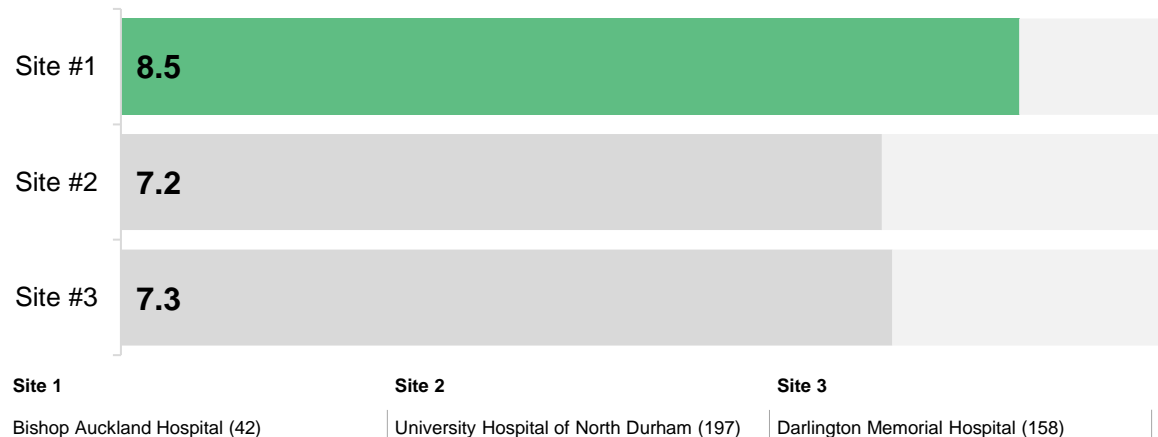 Site #1 8.5
Site #2 7.2
Site #3 7.3
Site 1 Site 2 Site 3
Bishop Auckland Hospital (42) University Hospital of North Durham (197) Darlington Memorial Hospital (158)